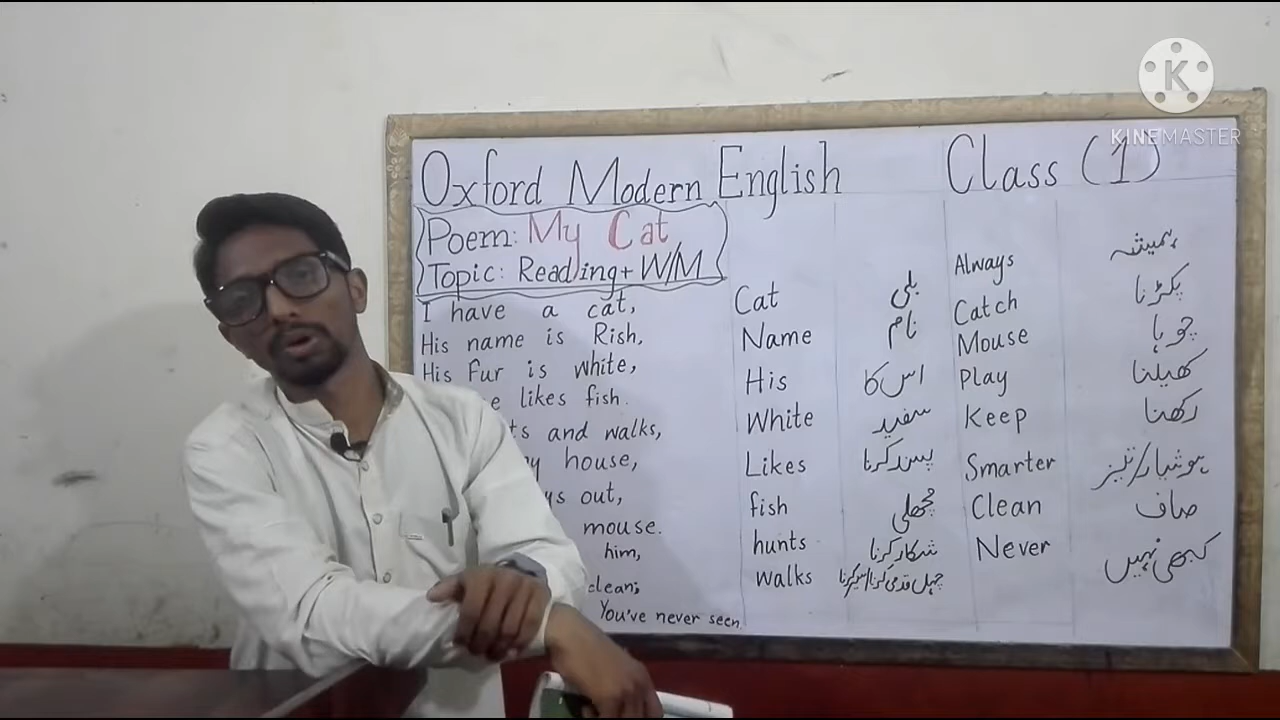 K
KINEMASTER
Oxford Modern English Class (1)
Poem: My Cat
Topic: Reading + W/M
I have a cat,
His name is Rish,
His Fur is white,
likes fish.
and walks,
house,
out,
mouse.
him,
clean;
You've never seen
Cat بلی
Name نام
His اس کا
White سفید
Likes پسند کرنا
fish مچھلی
hunts شکار کرنا
walks چہل قدمی کرنا
Always ہمیشہ
Catch پکڑنا
Mouse چوہا
Play کھیلنا
Keep رکھنا
Smarter ہوشیار/تیز
Clean صاف
Never کبھی نہیں